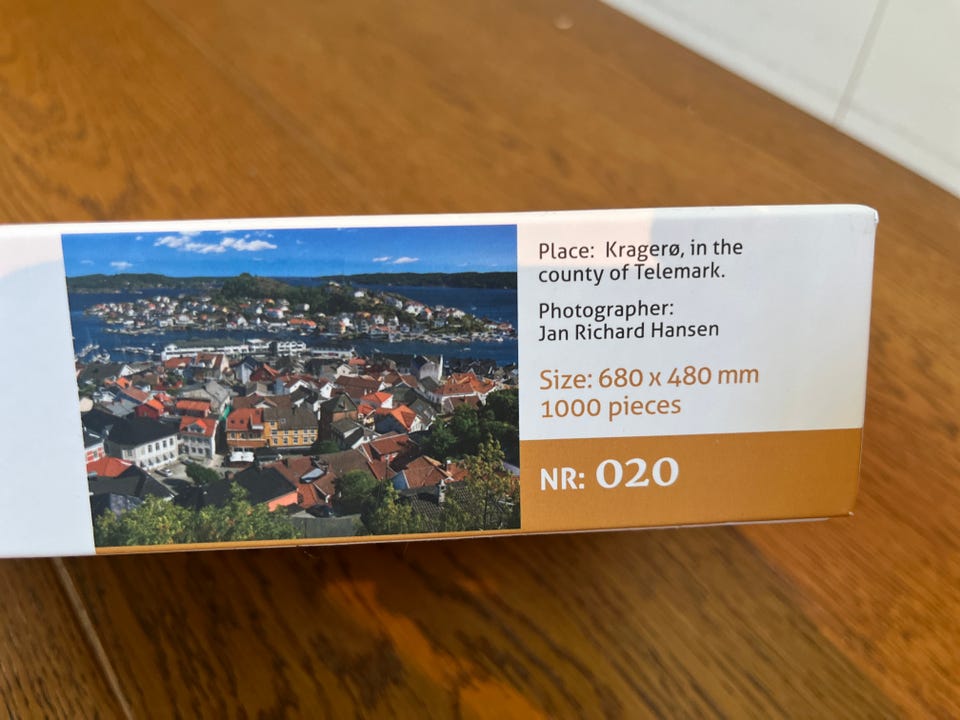 Place: Kragerø, in the
county of Telemark.
Photographer:
Jan Richard Hansen
Size: 680 x 480 mm
1000 pieces
NR: 020